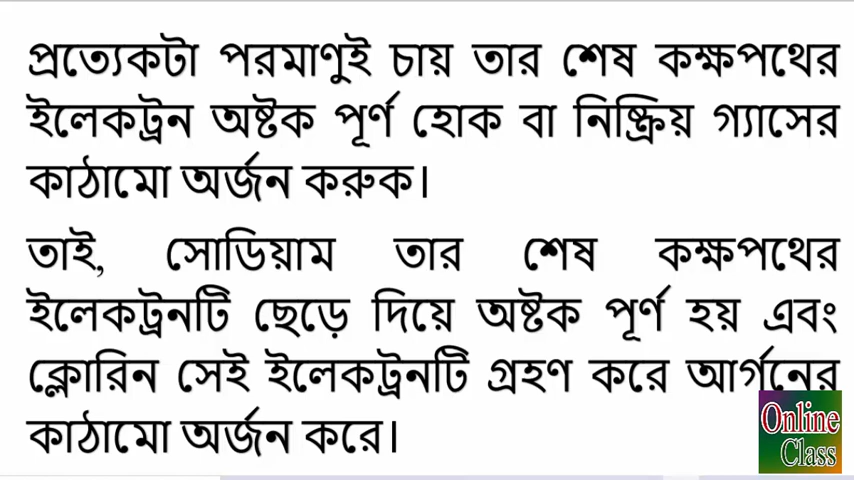 প্রত্যেকটা পরমাণুই চায় তার শেষ কক্ষপথের
ইলেকট্রন অষ্টক পূর্ণ হোক বা নিষ্ক্রিয় গ্যাসের
কাঠামো অর্জন করুক।
তাই, সোডিয়াম তার শেষ কক্ষপথের
ইলেকট্রনটি ছেড়ে দিয়ে অষ্টক পূর্ণ হয় এবং
ক্লোরিন সেই ইলেকট্রনটি গ্রহণ করে আর্গনের
কাঠামো অর্জন করে।
Online
Class